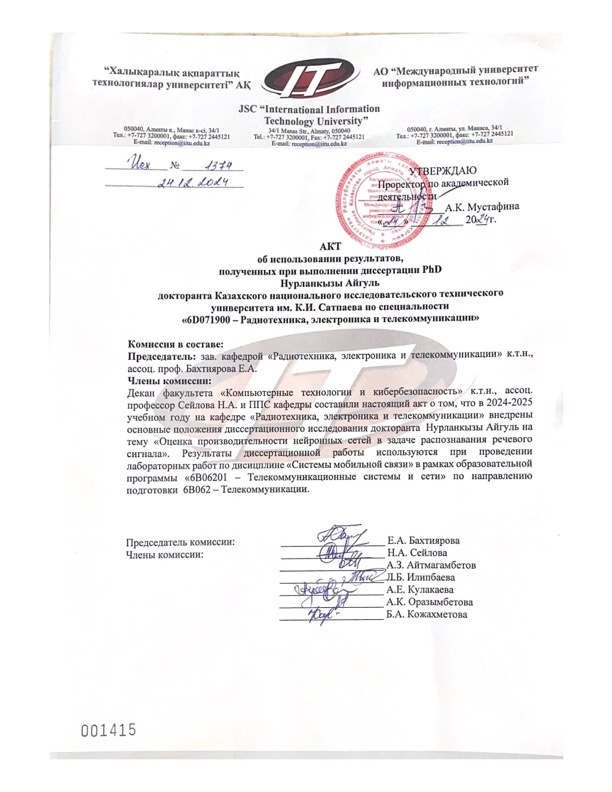 “Халықаралық ақпараттық
технологиялар университеті” АҚ
АО “Международный университет
информационных технологий”
JSC “International Information
Technology University”
050040, Алматы қ., Манас к-сі, 34/1
Тел.: +7-727 3200000, факс: +7-727 2445121
E-mail: reception@iitu.edu.kz
34/1 Manas Str., Almaty, 050040
Tel.: +7-727 3200000, Fax: +7-727 2445121
E-mail: reception@iitu.edu.kz
050040, г. Алматы, ул. Манаса, 34/1
Тел.: +7-727 3200000, факс: +7-727 2445121
E-mail: reception@iitu.edu.kz
Исх № 1374
24.12.2024
УТВЕРЖДАЮ
Проректор по академической
деятельности
А.К. Мустафина
«24» 12 2024г.
АКТ
об использовании результатов,
полученных при выполнении диссертации PhD
Нурланкызы Айгуль
докторанта Казахского национального исследовательского технического
университета им. К.И. Сатпаева по специальности
«6D071900 – Радиотехника, электроника и телекоммуникации»
Комиссия в составе:
Председатель: зав. кафедрой «Радиотехника, электроника и телекоммуникации» к.т.н.,
ассоц. проф. Бахтиярова Е.А.
Члены комиссии:
Декан факультета «Компьютерные технологии и кибербезопасность» к.т.н., ассоц.
профессор Сейлова Н.А. и ППС кафедры составили настоящий акт о том, что в 2024-2025
учебном году на кафедре «Радиотехника, электроника и телекоммуникации» внедрены
основные положения диссертационного исследования докторанта Нурланкызы Айгуль на
тему «Оценка производительности нейронных сетей в задаче распознавания речевого
сигнала». Результаты диссертационной работы используются при проведении
лабораторных работ по дисциплине «Системы мобильной связи» в рамках образовательной
программы «6В06201 – Телекоммуникационные системы и сети» по направлению
подготовки 6В062 – Телекоммуникации.
Председатель комиссии: Е.А. Бахтиярова
Члены комиссии: Н.А. Сейлова
А.З. Айтмагамбетов
Л.Б. Илипбаева
А.Е. Кулакаева
А.К. Оразымбетова
Б.А. Кожахметова
001415